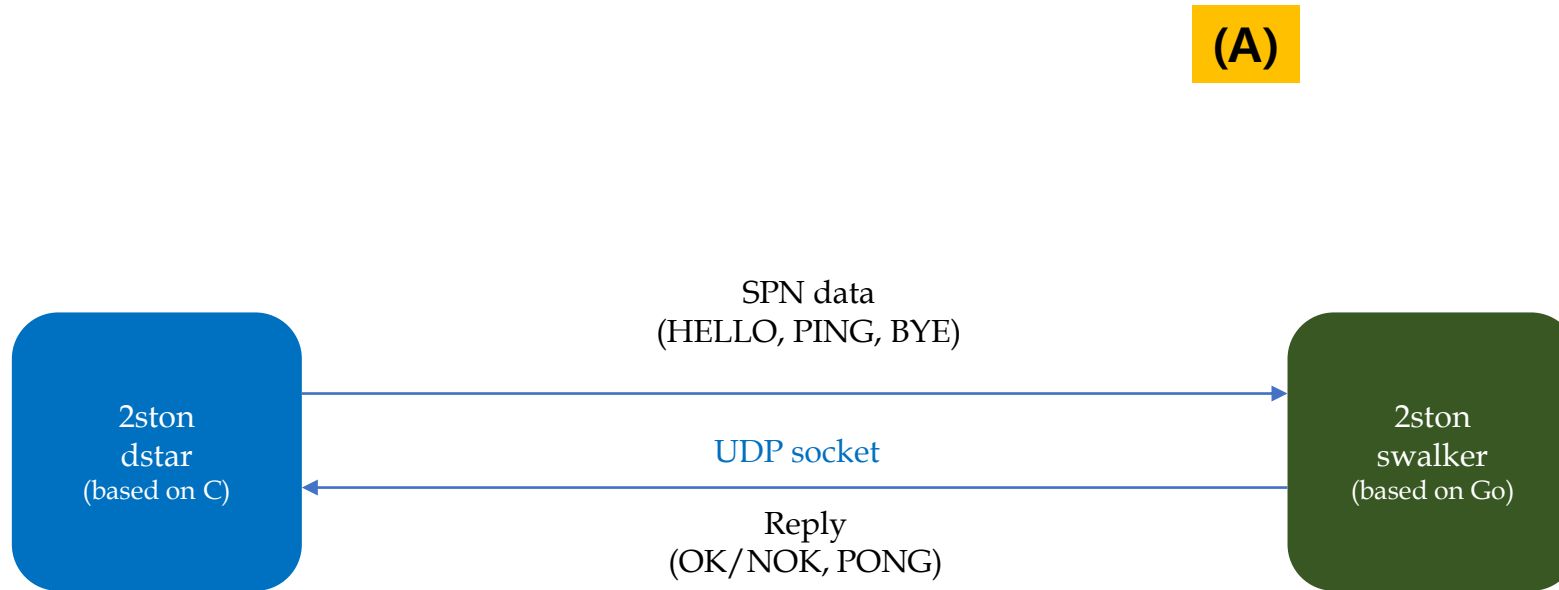 (A)
SPN data
(HELLO, PING, BYE)
2ston
dstar
(based on C)
UDP socket
2ston
swalker
(based on Go)
Reply
(OK/NOK, PONG)